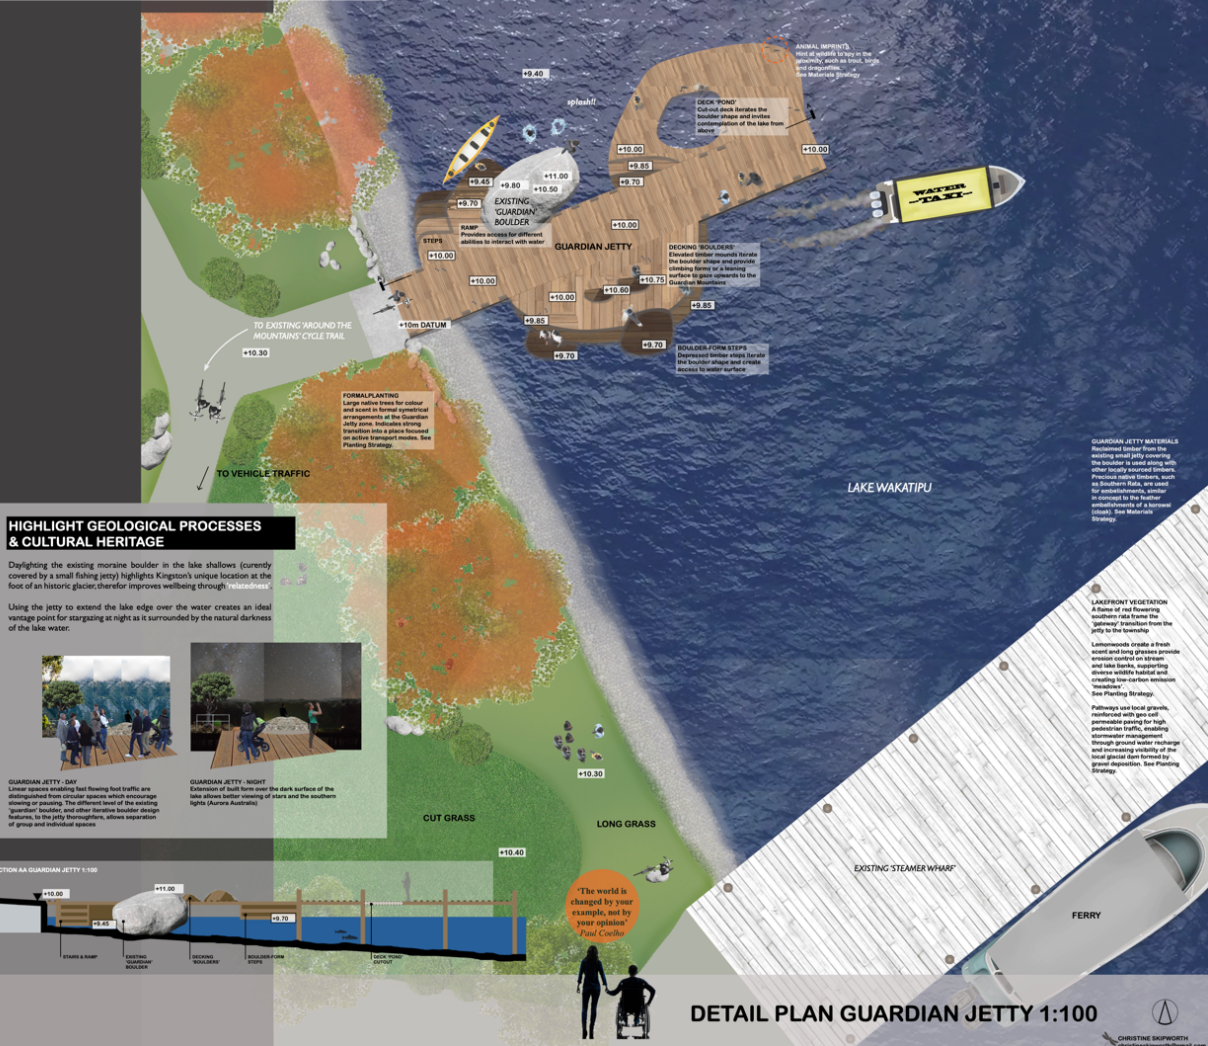 ANIMAL IMPRINTS
Hint at wildlife to spy in the
proximity, such as trout, birds
and dragonflies.
See Materials Strategy
+9.40
splash!!
DECK 'POND'
Cut-out deck iterates the
boulder shape and invites
contemplation of the lake from
above
+10.00
+10.00
+9.85
+9.70
+11.00
+10.50
+9.80
+9.45
+9.70
EXISTING
'GUARDIAN'
BOULDER
WATER
TAXI
RAMP
Provides access for different
abilities to interact with water
STEPS
+10.00
+10.00
GUARDIAN JETTY
DECKING 'BOULDERS'
Elevated timber mounds iterate
the boulder shape and provide
climbing forms or a leaning
surface to gaze upwards to the
Guardian Mountains
+10.00
+10.75
+10.60
+10.00
+9.85
+9.85
+9.70
+9.70
+10m DATUM
BOULDER-FORM STEPS
Depressed timber steps iterate
the boulder shape and create
access to water surface
TO EXISTING 'AROUND THE
MOUNTAINS' CYCLE TRAIL
+10.30
FORMALPLANTING
Large native trees for colour
and scent in formal symetrical
arrangements at the Guardian
Jetty zone. Indicates strong
transition into a place focused
on active transport modes. See
Planting Strategy.
TO VEHICLE TRAFFIC
LAKE WAKATIPU
GUARDIAN JETTY MATERIALS
Reclaimed timber from the
existing small jetty covering
the boulder is used along with
other locally sourced timbers.
Precious native timbers, such
as Southern Rata, are used
for embelishments, similar
in concept to the feather
embelishments of a korowai
(cloak). See Materials
Strategy.
HIGHLIGHT GEOLOGICAL PROCESSES
& CULTURAL HERITAGE
Daylighting the existing moraine boulder in the lake shallows (curently
covered by a small fishing jetty) highlights Kingston's unique location at the
foot of an historic glacier, therefor improves wellbeing through 'relatedness'.
Using the jetty to extend the lake edge over the water creates an ideal
vantage point for stargazing at night as it surrounded by the natural darkness
of the lake water.
GUARDIAN JETTY - DAY
Linear spaces enabling fast flowing foot traffic are
distinguished from circular spaces which encourage
slowing or pausing. The different level of the existing
'guardian' boulder, and other iterative boulder design
features, to the jetty thoroughfare, allows separation
of group and individual spaces
GUARDIAN JETTY - NIGHT
Extension of built form over the dark surface of the
lake allows better viewing of stars and the southern
lights (Aurora Australia)
LAKEFRONT VEGETATION
A flame of red flowering
southern rata frame the
'gateway' transition from the
jetty to the township
Lemonwoods create a fresh
scent and long grasses provide
erosion control on stream
and lake banks, supporting
diverse wildlife habitat and
creating low-carbon emission
'meadows'.
See Planting Strategy.
Pathways use local gravels,
reinforced with geo cell
permeable paving for high
pedestrian traffic, enabling
stormwater management
through ground water recharge
and increasing visibility of the
local glacial dam formed by
gravel deposition. See Planting
Strategy.
+10.30
CUT GRASS
LONG GRASS
+10.40
EXISTING 'STEAMER WHARF'
FERRY
CTION AA GUARDIAN JETTY 1:100
+10.00
+11.00
+9.45
+9.70
STAIRS & RAMP
EXISTING
'GUARDIAN'
BOULDER
DECKING
'BOULDERS'
BOULDER-FORM
STEPS
DECK 'POND'
CUTOUT
'The world is
changed by your
example, not by
your opinion'
Paul Coelho
DETAIL PLAN GUARDIAN JETTY 1:100
CHRISTINE SKIPWORTH
christineskipworth@gmail.com